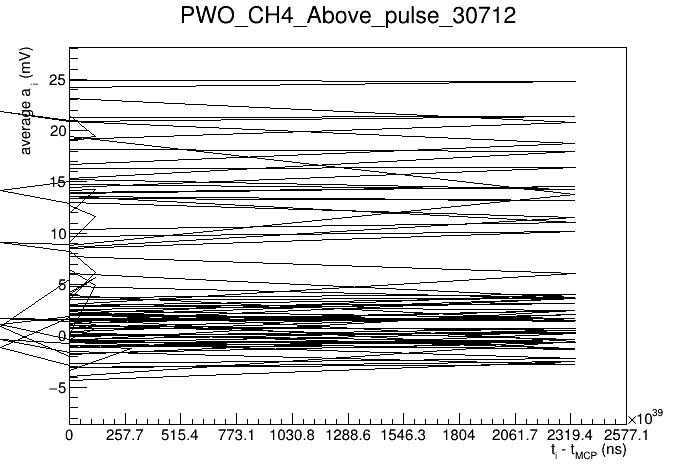 PWO_CH4_Above_pulse_30712
average a_i (mV)
25
20
15
10
5
0
−5
×10^39
0 257.7 515.4 773.1 1030.8 1288.6 1546.3 1804 2061.7 2319.4 2577.1
t_i - t_MCP (ns)